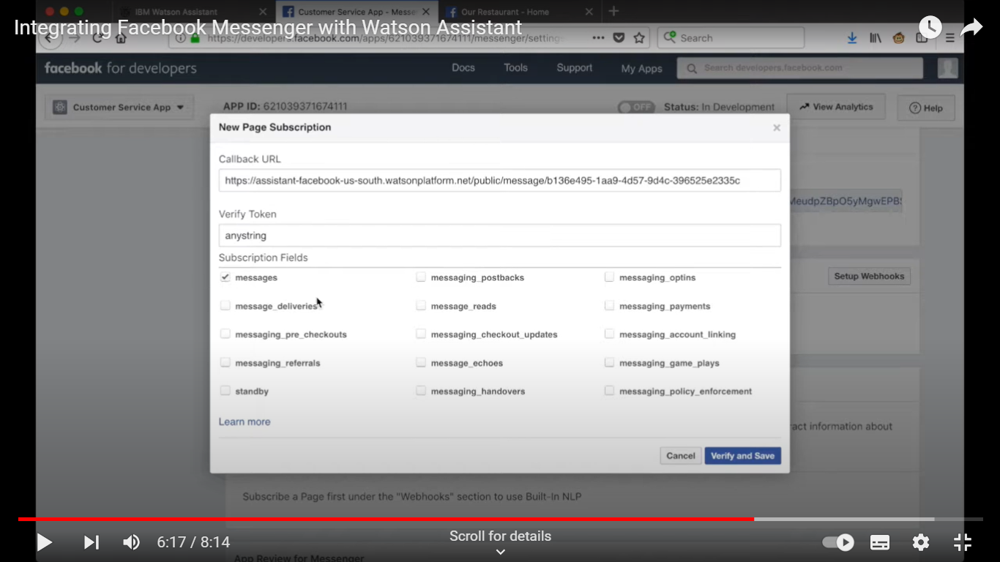 IBM Watson Assistant
Customer Service App - Messe
Our Restaurant - Home
Integrating Facebook Messenger with Watson Assistant
https://developers.facebook.com/apps/621039371674111/messenger/setting
Search
facebook for developers
Docs
Tools
Support
My Apps
Search developers.facebook.com
Customer Service App
APP ID: 621039371674111
OFF
Status: In Development
View Analytics
Help
New Page Subscription
Callback URL
https://assistant-facebook-us-south.watsonplatform.net/public/message/b136e495-1aa9-4d57-9d4c-396525e2335c
MeudpZBpO5yMgwEPB
Verify Token
anystring
Subscription Fields
messages messaging_postbacks messaging_optins
Setup Webhooks
message_deliveries message_reads messaging_payments
messaging_pre_checkouts messaging_checkout_updates messaging_account_linking
messaging_referrals message_echoes messaging_game_plays
standby messaging_handovers messaging_policy_enforcement
Learn more
ract information about
Cancel
Verify and Save
Subscribe a Page first under the "Webhooks" section to use Built-In NLP
6:17 / 8:14
Scroll for details
App Review for Messenger